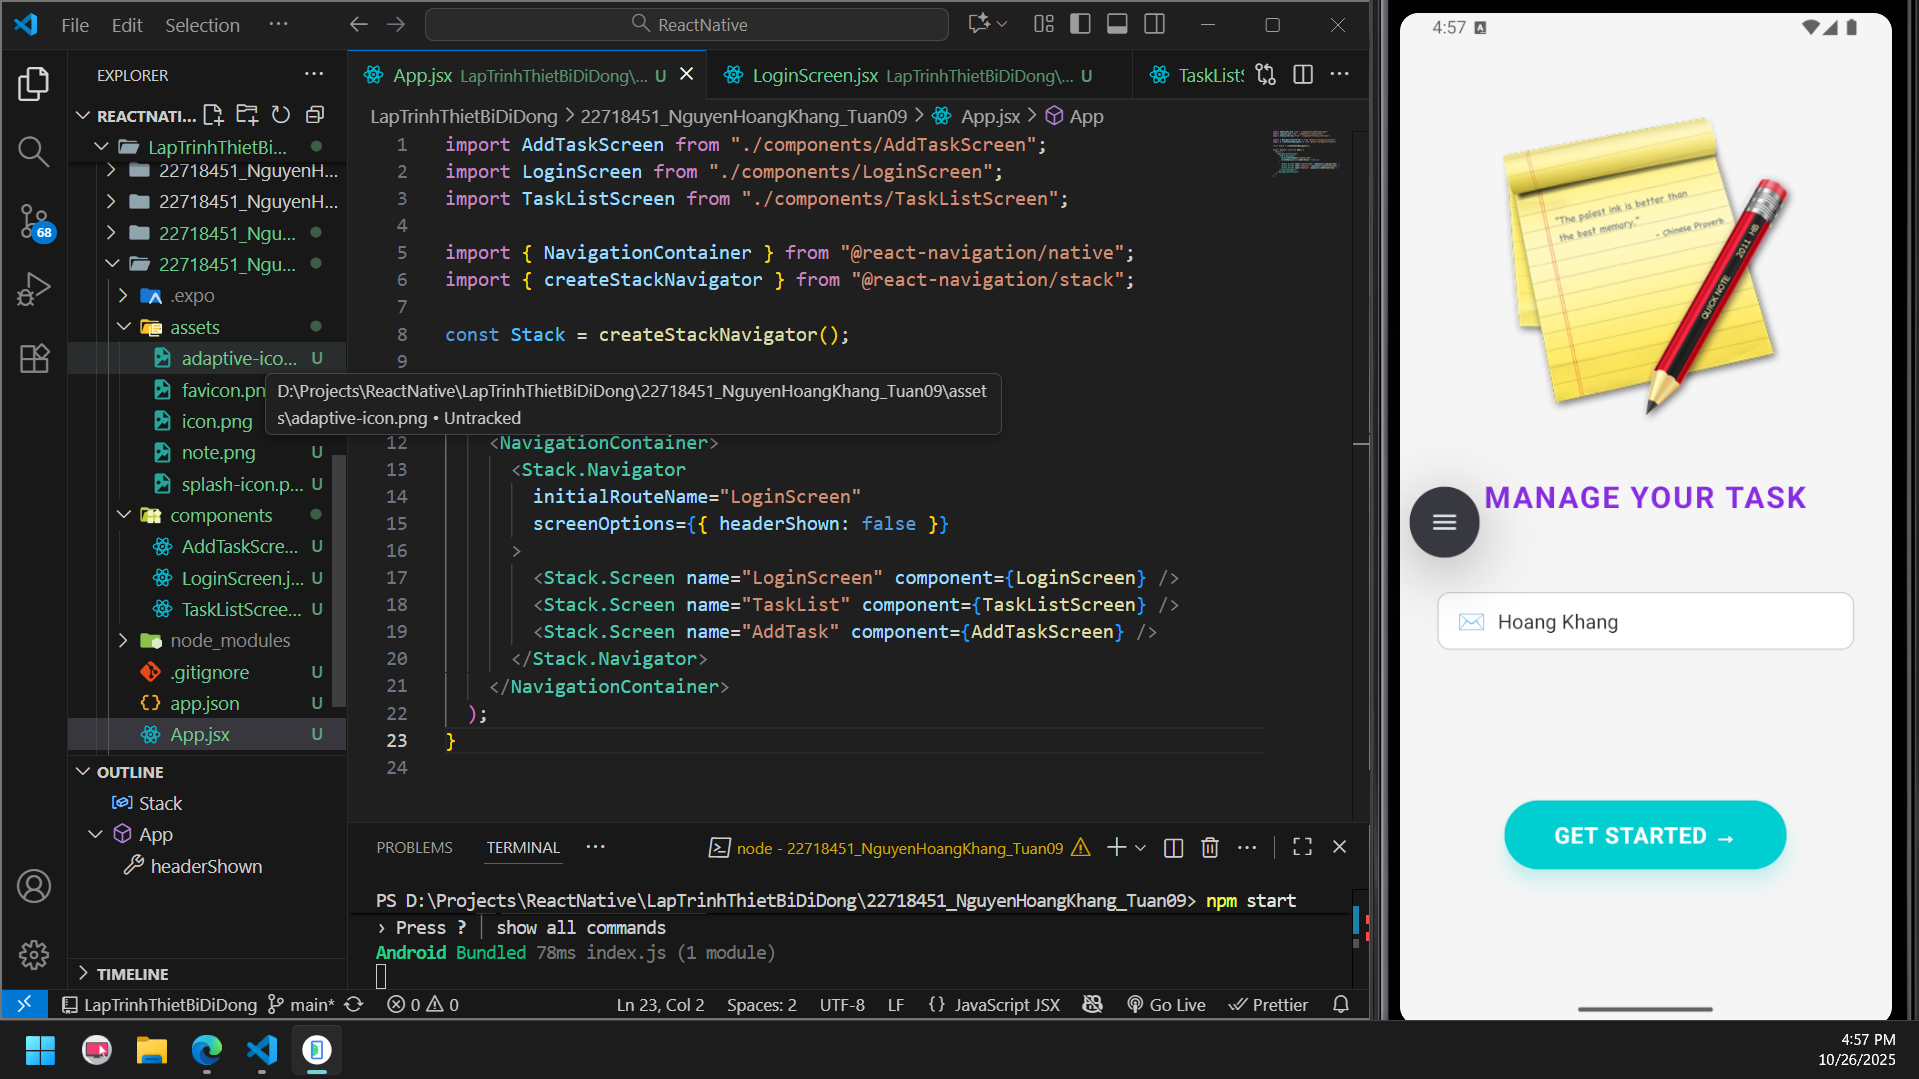 File Edit Selection ··· ReactNative
EXPLORER ···
REACTNATI...
LapTrinhThietBi...
22718451_NguyenH...
22718451_NguyenH...
22718451_Ngu...
22718451_Ngu...
.expo
assets
adaptive-ico... U
favicon.pn
icon.png
note.png U
splash-icon.p... U
components
AddTaskScre... U
LoginScreen.j... U
TaskListScree... U
node_modules
.gitignore U
app.json U
App.jsx U
OUTLINE
Stack
App
headerShown
TIMELINE
68
App.jsx LapTrinhThietBiDiDong\... U
LoginScreen.jsx LapTrinhThietBiDiDong\... U
TaskListS
LapTrinhThietBiDiDong > 22718451_NguyenHoangKhang_Tuan09 > App.jsx > App
1 import AddTaskScreen from "./components/AddTaskScreen";
2 import LoginScreen from "./components/LoginScreen";
3 import TaskListScreen from "./components/TaskListScreen";
4
5 import { NavigationContainer } from "@react-navigation/native";
6 import { createStackNavigator } from "@react-navigation/stack";
7
8 const Stack = createStackNavigator();
9
D:\Projects\ReactNative\LapTrinhThietBiDiDong\22718451_NguyenHoangKhang_Tuan09\asset
s\adaptive-icon.png • Untracked
12 <NavigationContainer>
13 <Stack.Navigator
14 initialRouteName="LoginScreen"
15 screenOptions={{ headerShown: false }}
16 >
17 <Stack.Screen name="LoginScreen" component={LoginScreen} />
18 <Stack.Screen name="TaskList" component={TaskListScreen} />
19 <Stack.Screen name="AddTask" component={AddTaskScreen} />
20 </Stack.Navigator>
21 </NavigationContainer>
22 );
23 }
24
PROBLEMS TERMINAL ··· node - 22718451_NguyenHoangKhang_Tuan09
PS D:\Projects\ReactNative\LapTrinhThietBiDiDong\22718451_NguyenHoangKhang_Tuan09> npm start
› Press ? │ show all commands
Android Bundled 78ms index.js (1 module)
LapTrinhThietBiDiDong main* 0 0 Ln 23, Col 2 Spaces: 2 UTF-8 LF {} JavaScript JSX Go Live Prettier
4:57
"The palest ink is better than
the best memory."
- Chinese Proverb
QUICK NOTE 2011 HB
MANAGE YOUR TASK
Hoang Khang
GET STARTED →
4:57 PM
10/26/2025